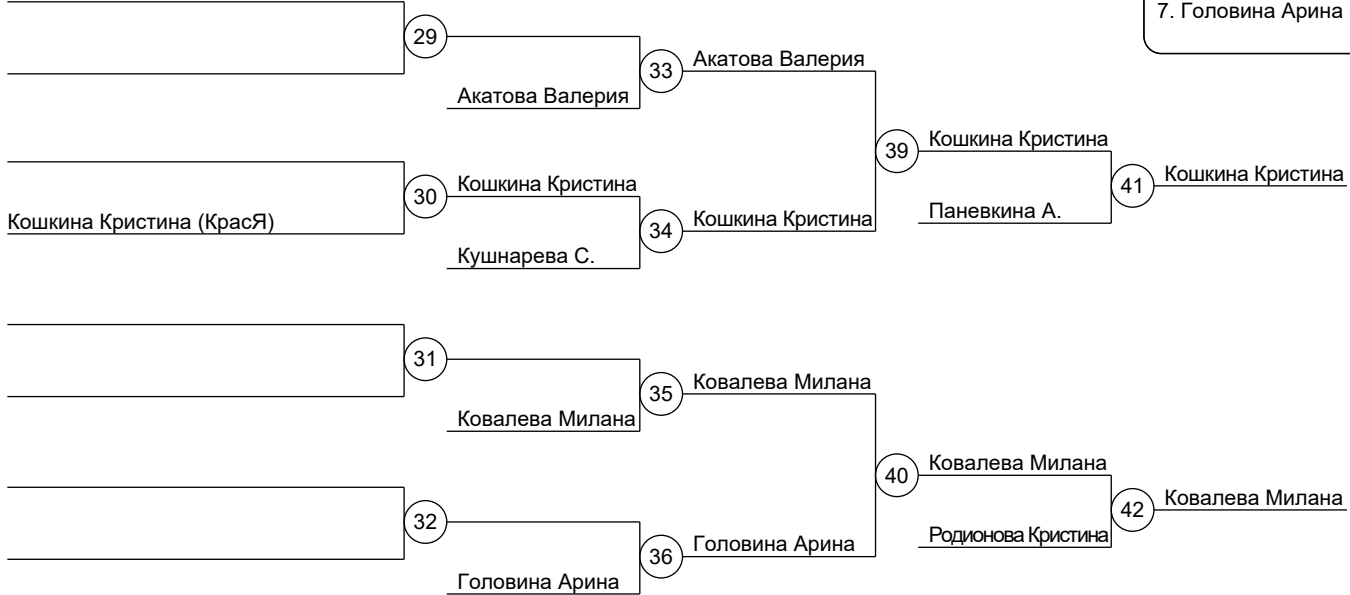 7. Головина Арина
29
Акатова Валерия
33
Акатова Валерия
39
Кошкина Кристина
Кошкина Кристина (КрасЯ)
30
Кошкина Кристина
Кушнарева С.
34
Кошкина Кристина
Паневкина А.
41
Кошкина Кристина
31
Ковалева Милана
35
Ковалева Милана
40
Ковалева Милана
32
Головина Арина
36
Головина Арина
Родионова Кристина
42
Ковалева Милана